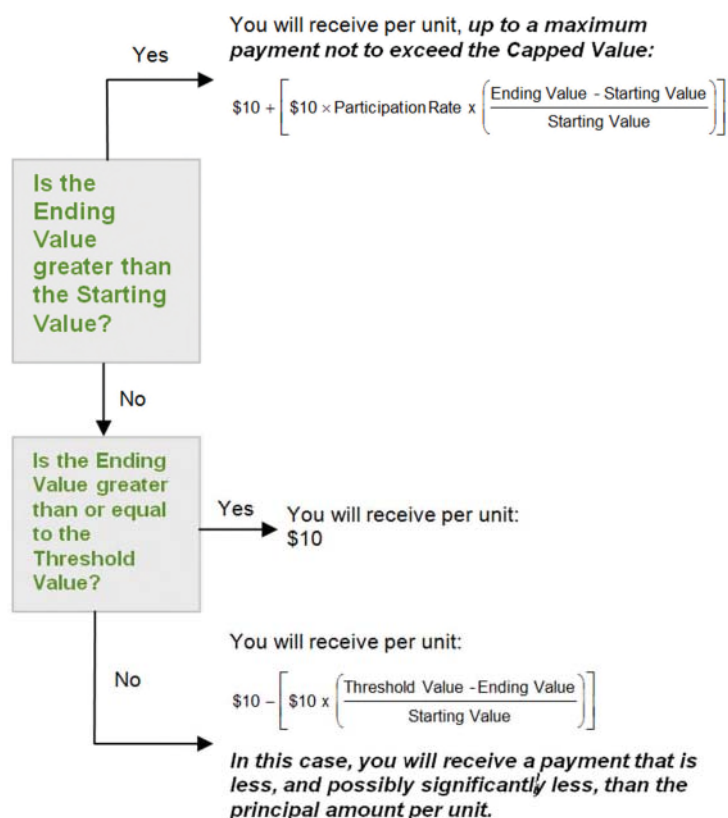 You will receive per unit, up to a maximum
payment not to exceed the Capped Value:
Yes
$10 + [ $10 × Participation Rate x ( Ending Value - Starting Value / Starting Value ) ]
Is the
Ending
Value
greater than
the Starting
Value?
No
Is the Ending
Value greater
than or equal
to the
Threshold
Value?
Yes
You will receive per unit:
$10
No
You will receive per unit:
$10 – [ $10 x ( Threshold Value - Ending Value / Starting Value ) ]
In this case, you will receive a payment that is
less, and possibly significantly less, than the
principal amount per unit.